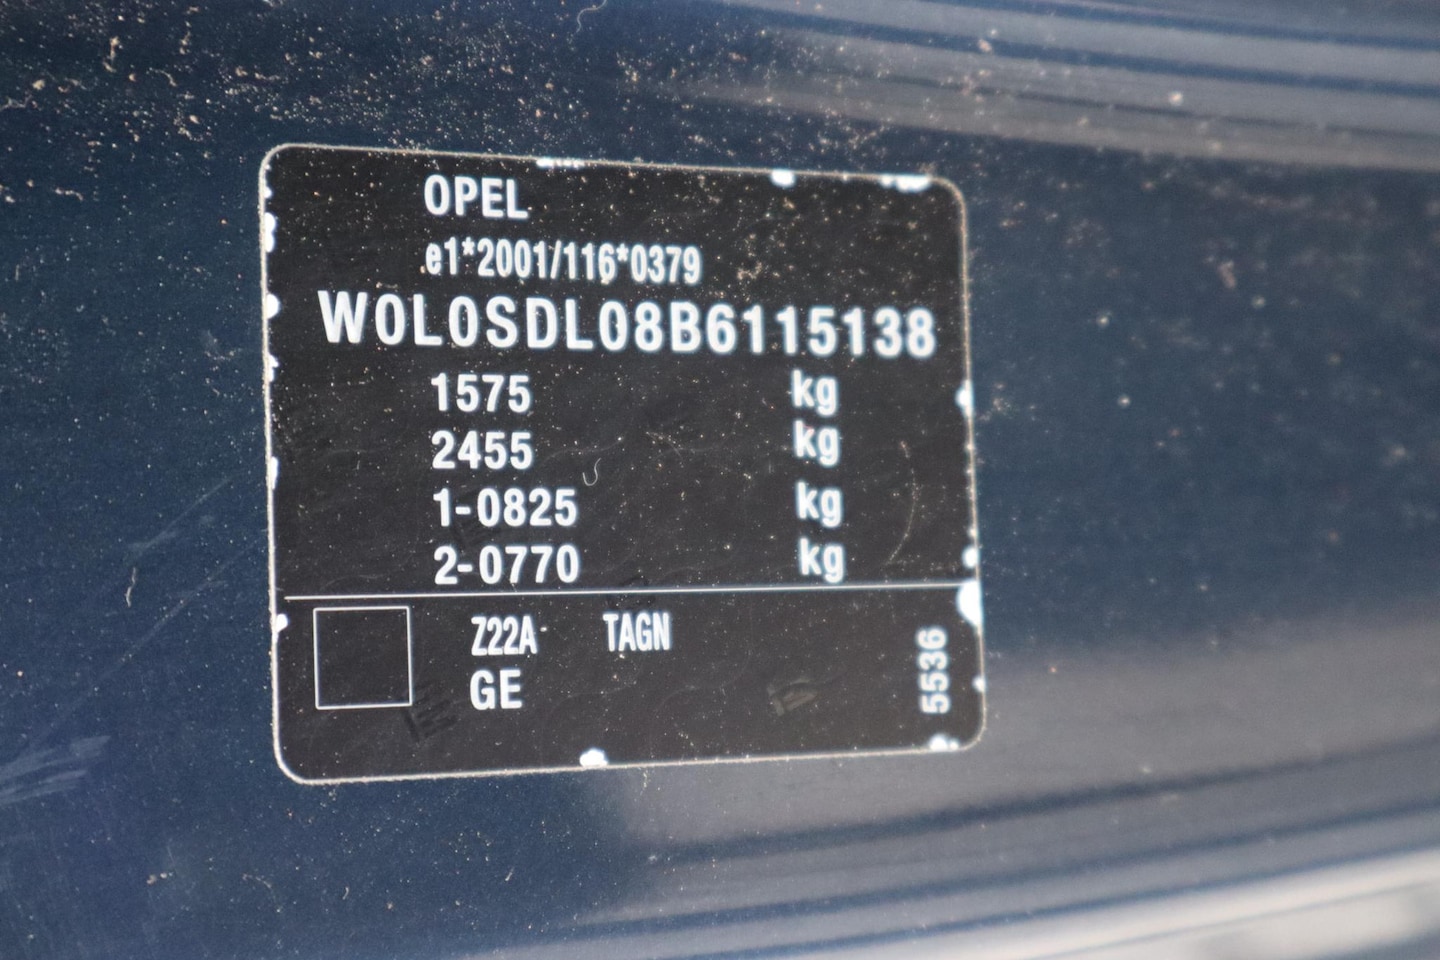 OPEL
e1*2001/116*0379
W0L0SDL08B6115138
1575 kg
2455 kg
1-0825 kg
2-0770 kg
Z22A TAGN
GE
5536